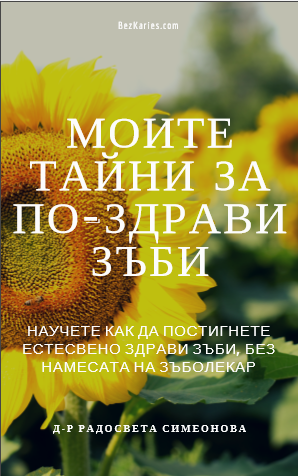 BezKaries.com
МОИТЕ
ТАЙНИ ЗА
ПО-ЗДРАВИ
ЗЪБИ
НАУЧЕТЕ КАК ДА ПОСТИГНЕТЕ
ЕСТЕСВЕНО ЗДРАВИ ЗЪБИ, БЕЗ
НАМЕСАТА НА ЗЪБОЛЕКАР
Д-Р РАДОСВЕТА СИМЕОНОВА